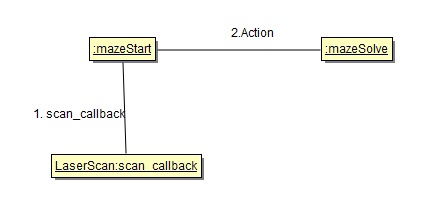 2.Action
:mazeStart
:mazeSolve
1. scan_callback
LaserScan:scan_callback